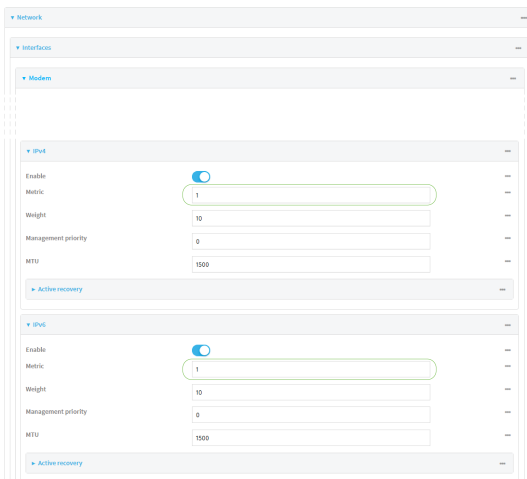 Network
Interfaces
Modem
IPv4
Enable
Metric
1
Weight
10
Management priority
0
MTU
1500
Active recovery
IPv6
Enable
Metric
1
Weight
10
Management priority
0
MTU
1500
Active recovery